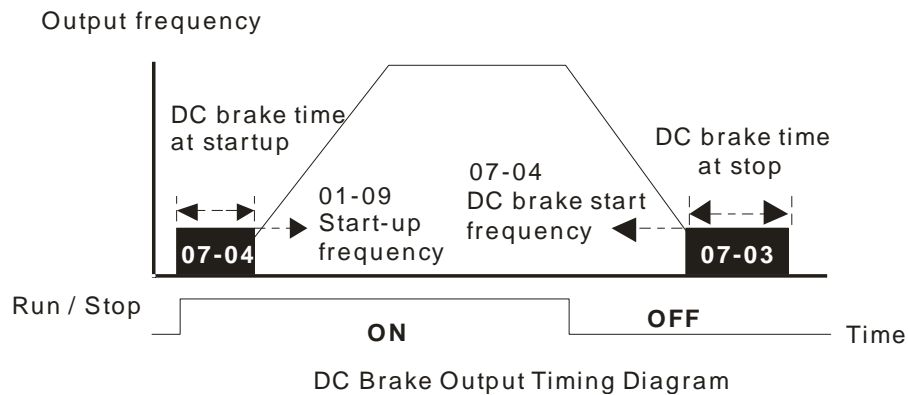 Output frequency
DC brake time
at startup
DC brake time
at stop
07-04
DC brake start
frequency
01-09
Start-up
frequency
07-04
07-03
Run / Stop
ON
OFF
Time
DC Brake Output Timing Diagram